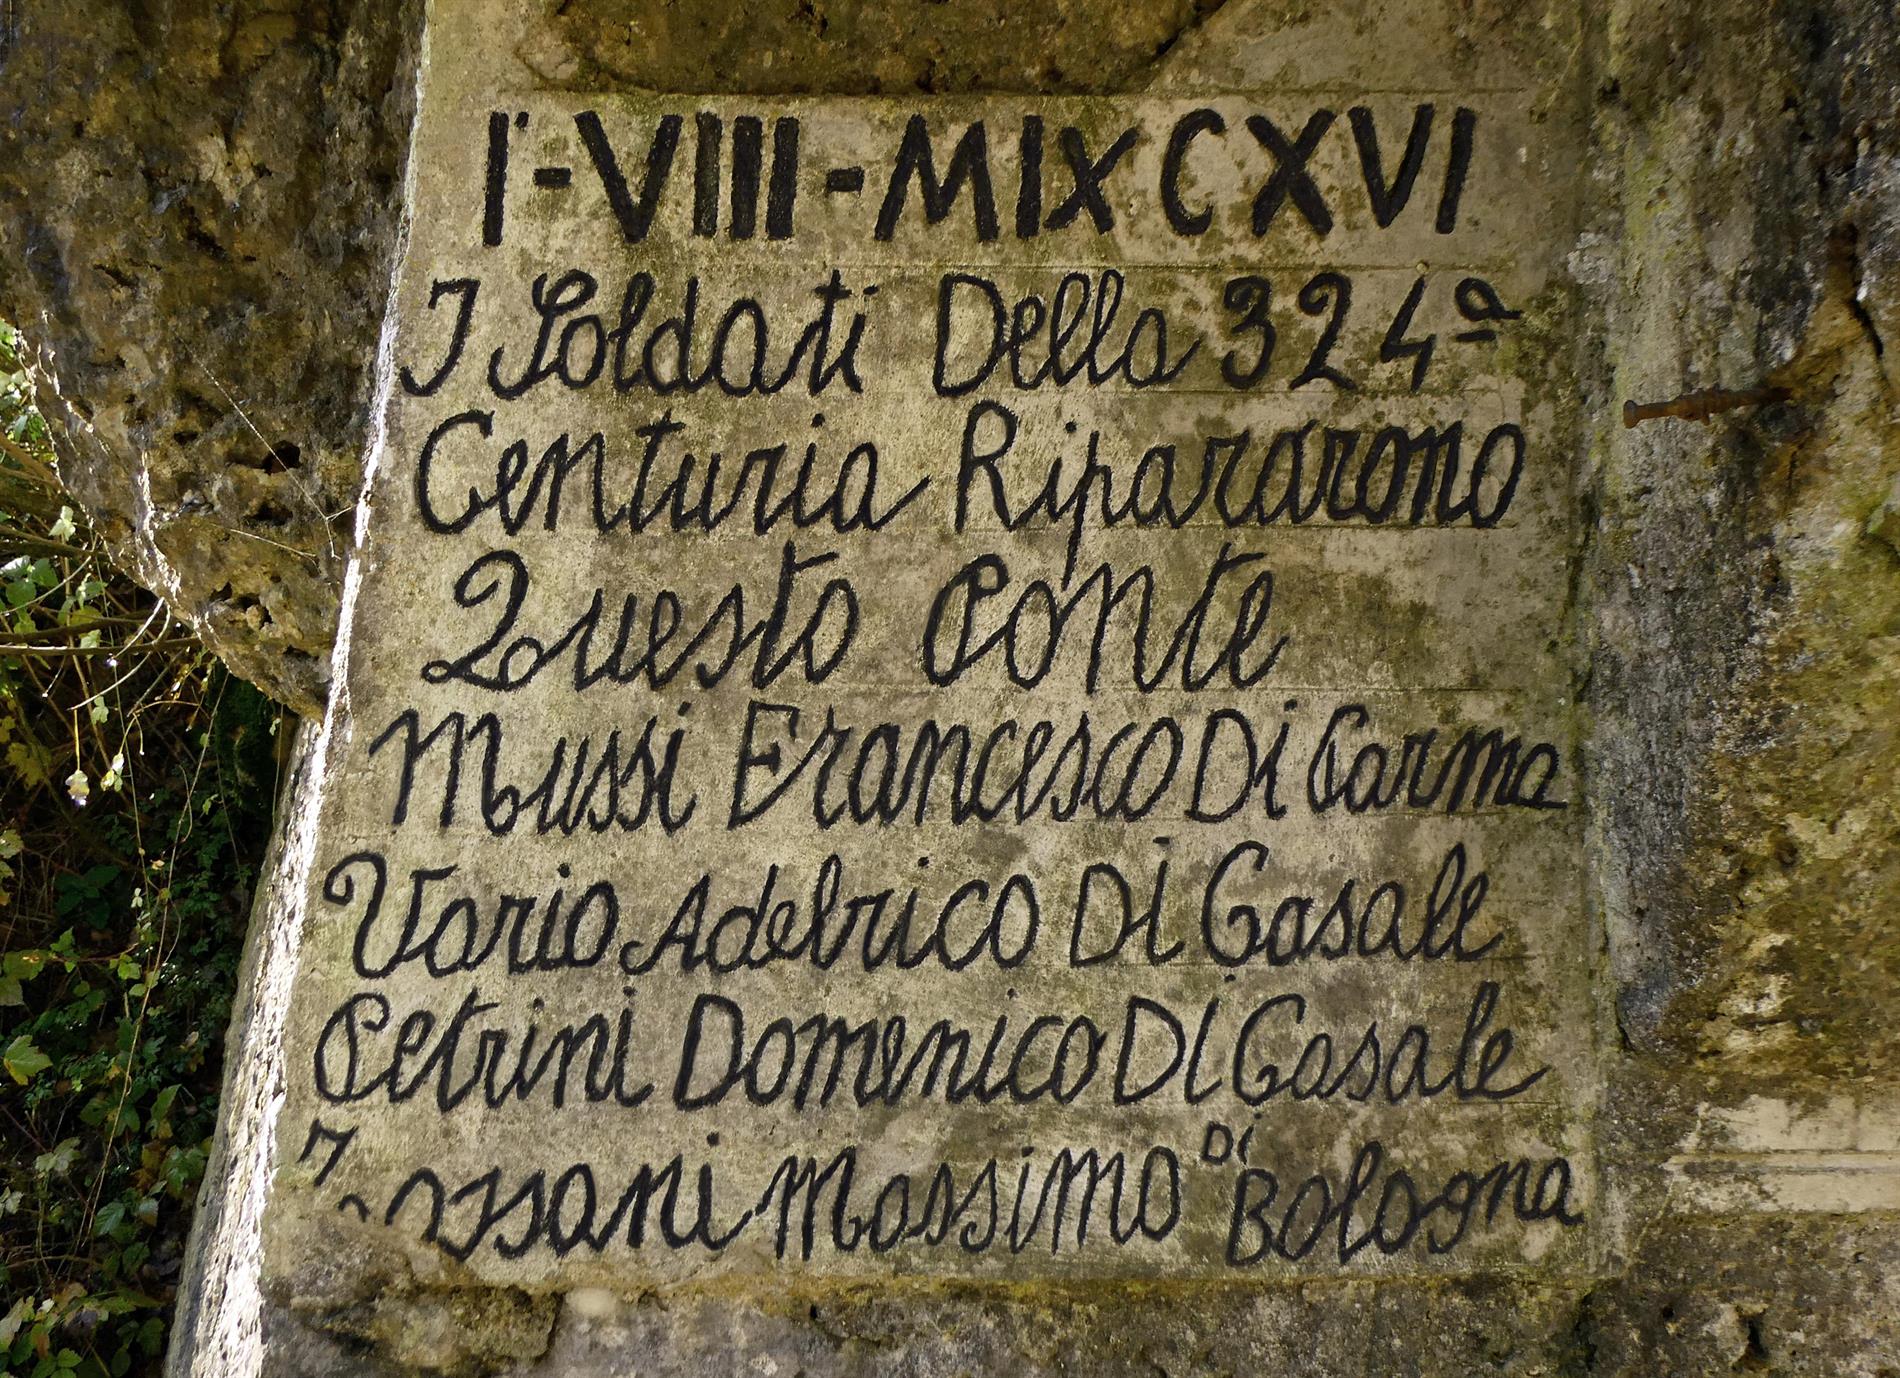 I°-VIII-MIXCXVI
I Soldati Della 324ª
Centuria Ripararono
Questo Ponte
Mussi Francesco Di Parma
Vario Adelrico Di Casale
Petrini Domenico Di Casale
Massimo Di Bologna